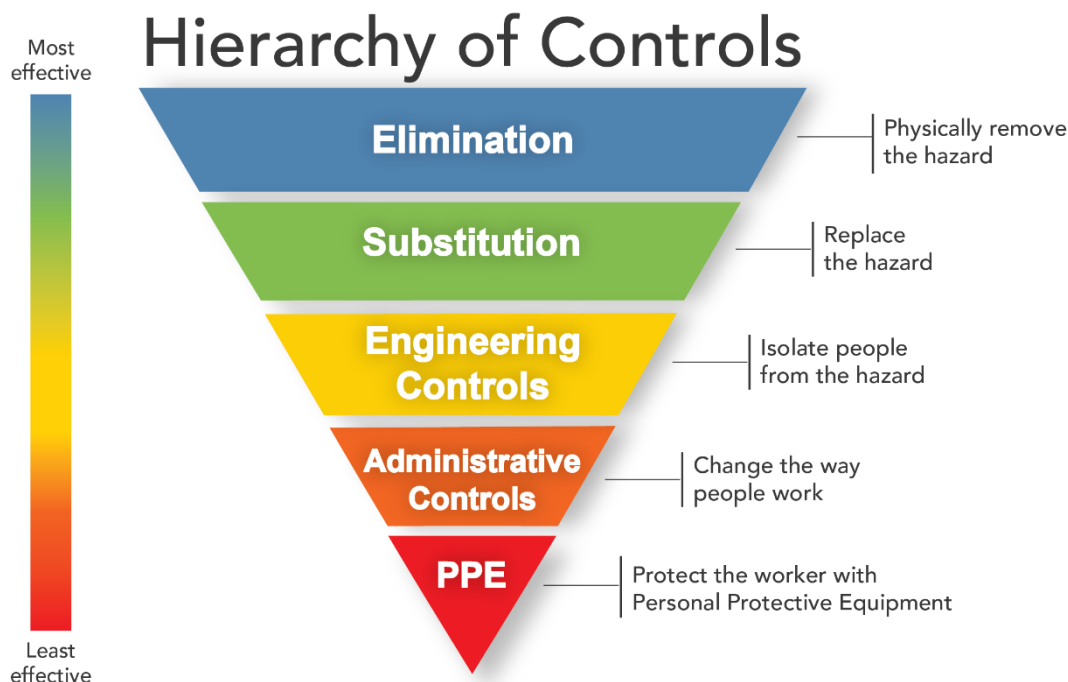 Hierarchy of Controls
Most
effective
Elimination
Physically remove
the hazard
Substitution
Replace
the hazard
Engineering
Controls
Isolate people
from the hazard
Administrative
Controls
Change the way
people work
PPE
Protect the worker with
Personal Protective Equipment
Least
effective